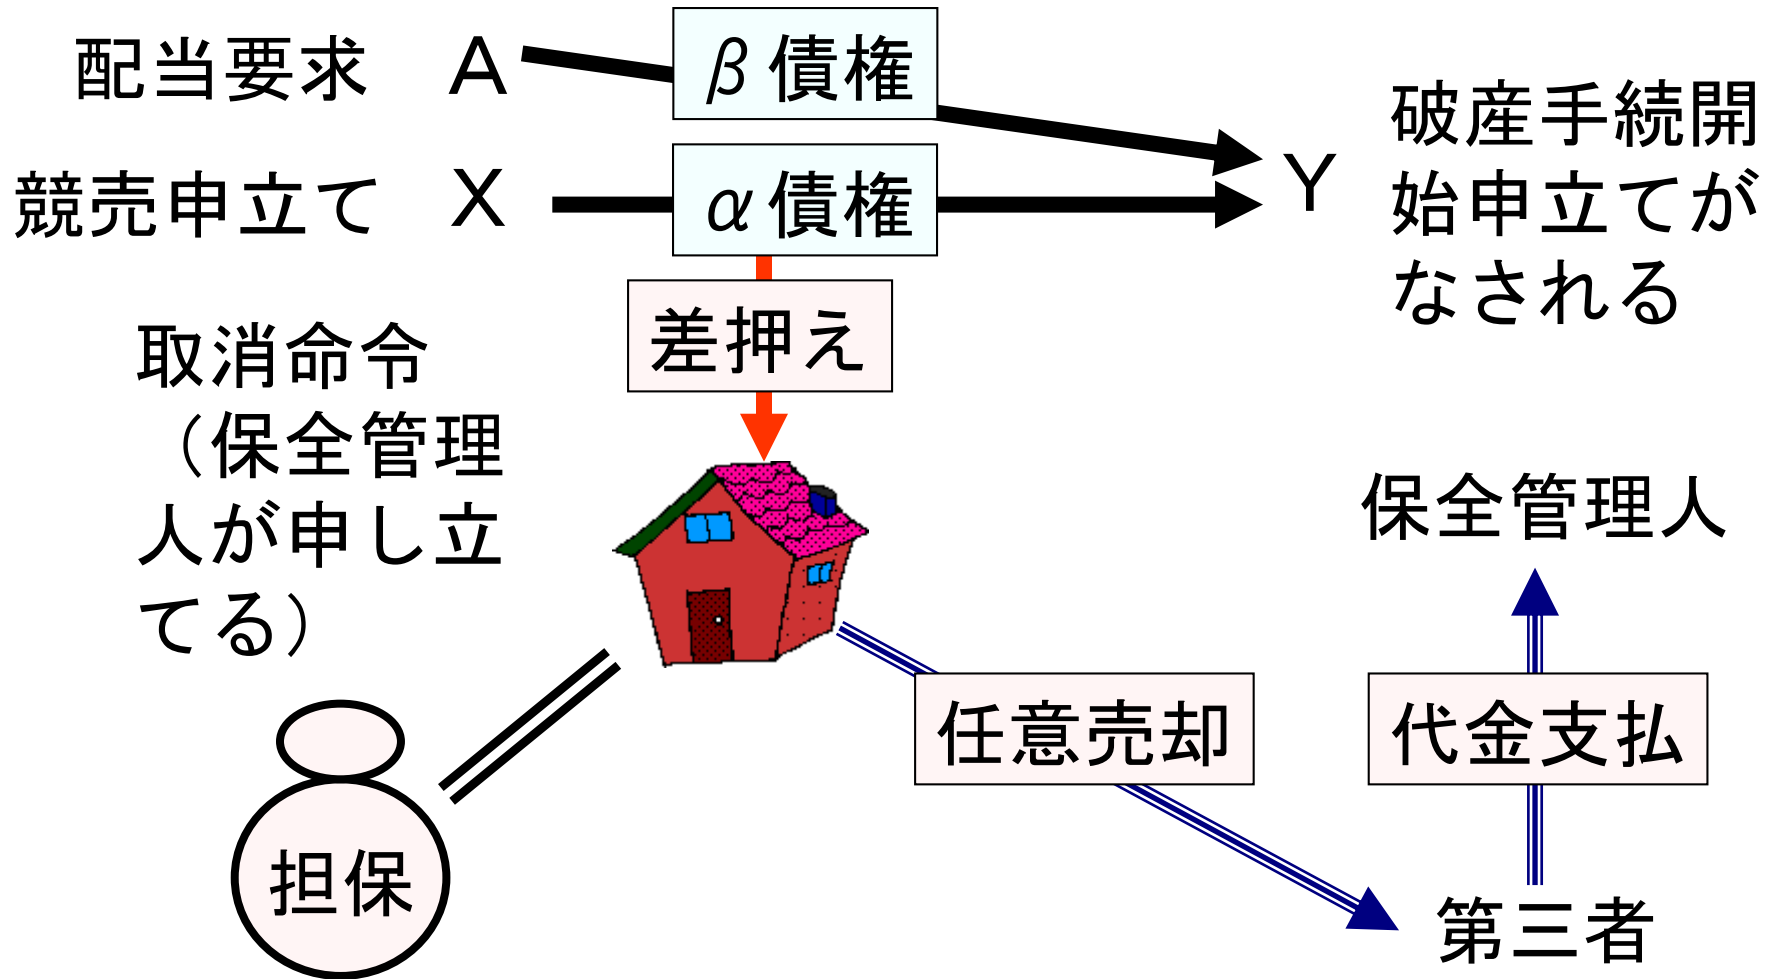 配当要求 A β債権
競売申立て X α債権 Y
破産手続開
始申立てが
なされる
差押え
取消命令
（保全管理
人が申し立
てる）
保全管理人
任意売却
代金支払
担保
第三者